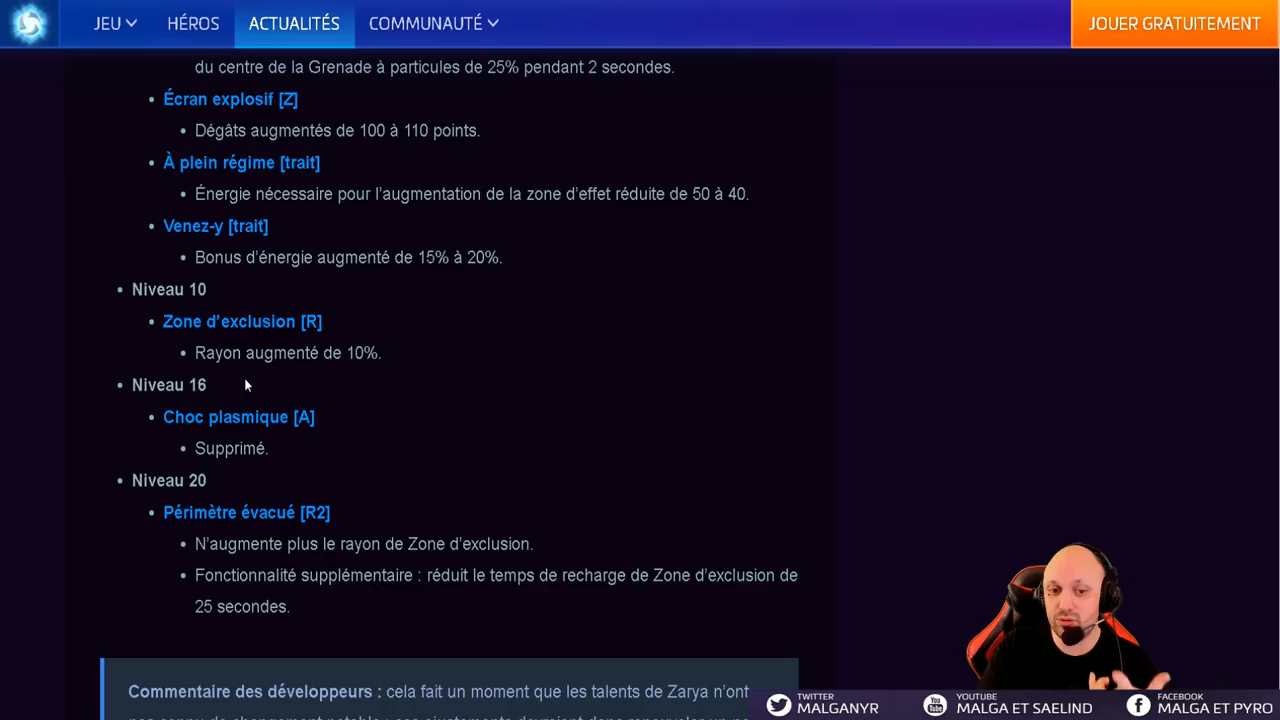 JEU HÉROS ACTUALITÉS COMMUNAUTÉ JOUER GRATUITEMENT
du centre de la Grenade à particules de 25% pendant 2 secondes.
• Écran explosif [Z]
• Dégâts augmentés de 100 à 110 points.
• À plein régime [trait]
• Énergie nécessaire pour l'augmentation de la zone d'effet réduite de 50 à 40.
• Venez-y [trait]
• Bonus d'énergie augmenté de 15% à 20%.
• Niveau 10
• Zone d'exclusion [R]
• Rayon augmenté de 10%.
• Niveau 16
• Choc plasmique [A]
• Supprimé.
• Niveau 20
• Périmètre évacué [R2]
• N'augmente plus le rayon de Zone d'exclusion.
• Fonctionnalité supplémentaire : réduit le temps de recharge de Zone d'exclusion de
25 secondes.
Commentaire des développeurs : cela fait un moment que les talents de Zarya n'ont
TWITTER
MALGANYR
YOUTUBE
MALGA ET SAELIND
FACEBOOK
MALGA ET PYRO